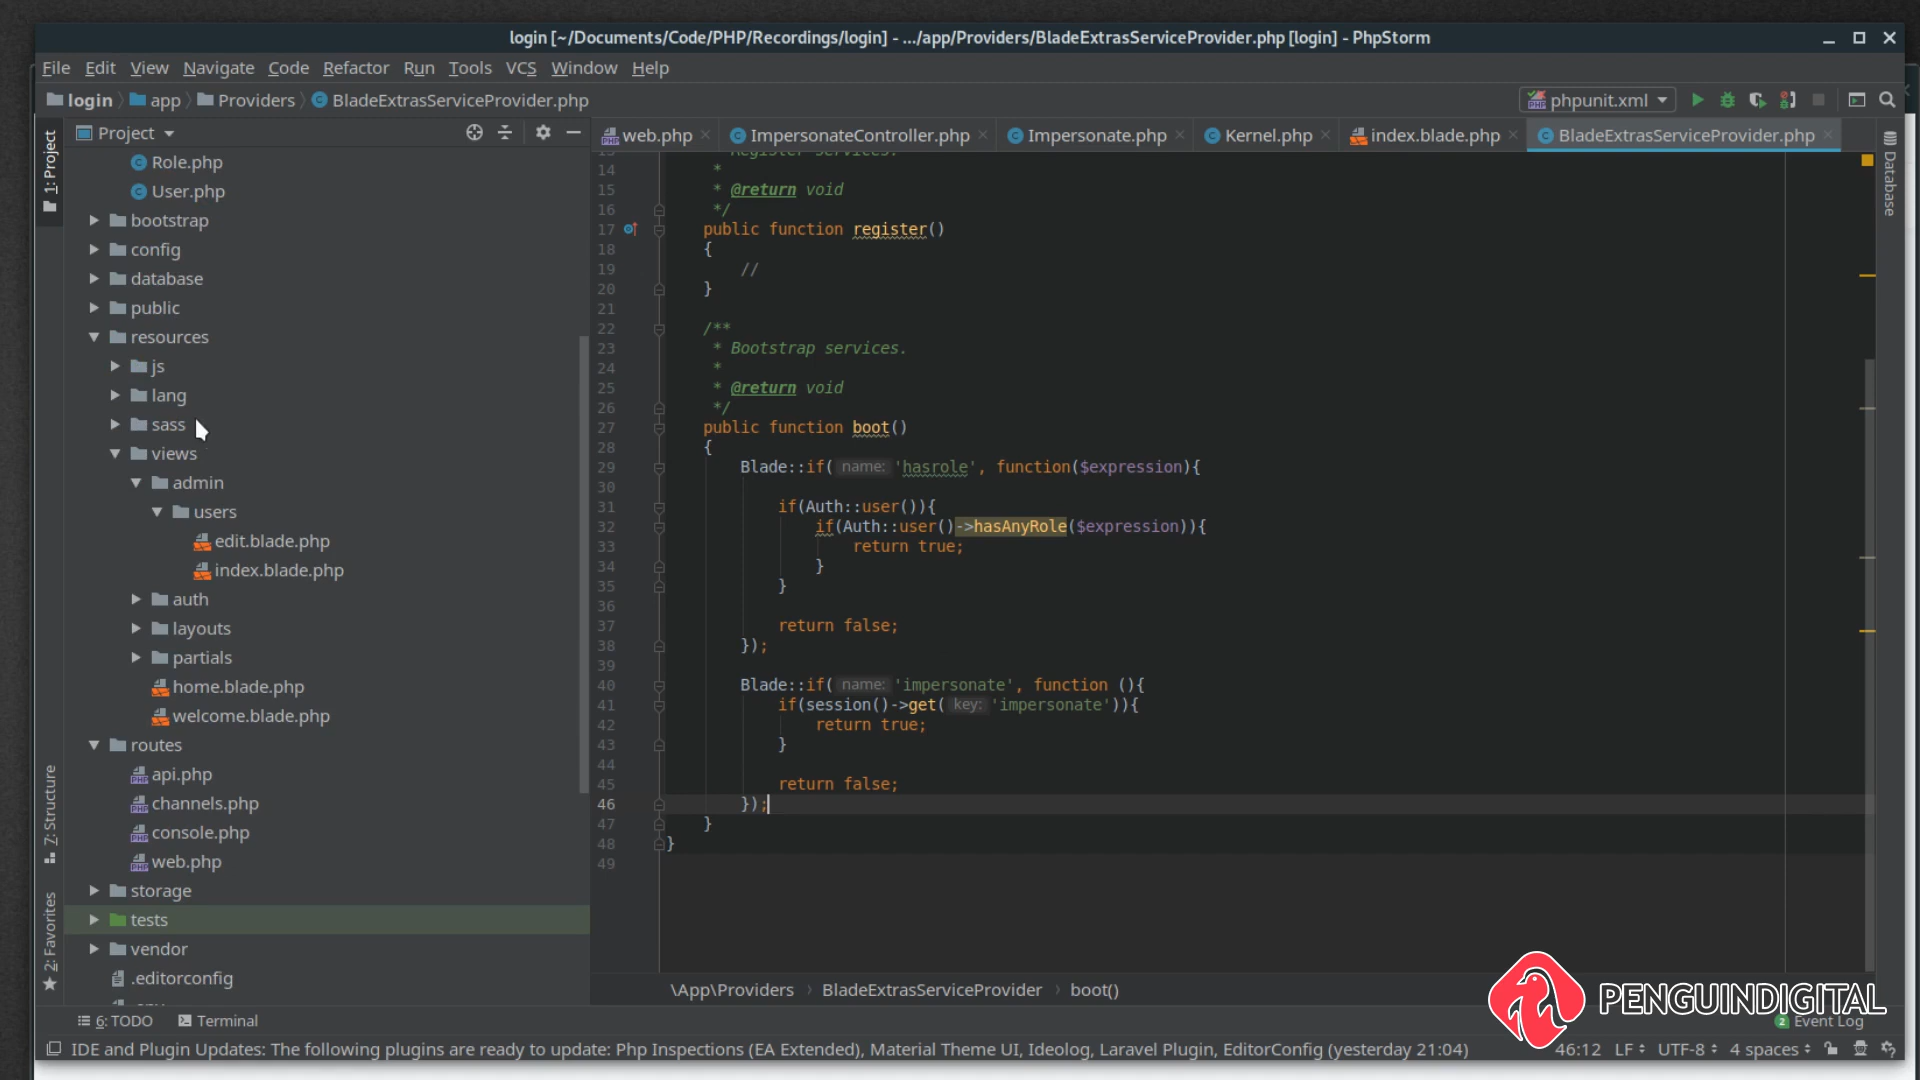 login [~/Documents/Code/PHP/Recordings/login] - .../app/Providers/BladeExtrasServiceProvider.php [login] - PhpStorm
File Edit View Navigate Code Refactor Run Tools VCS Window Help
login app Providers BladeExtrasServiceProvider.php phpunit.xml
Project
web.php ImpersonateController.php Impersonate.php Kernel.php index.blade.php BladeExtrasServiceProvider.php
1: Project
7: Structure
2: Favorites
Database
Role.php
User.php
bootstrap
config
database
public
resources
js
lang
sass
views
admin
users
edit.blade.php
index.blade.php
auth
layouts
partials
home.blade.php
welcome.blade.php
routes
api.php
channels.php
console.php
web.php
storage
tests
vendor
.editorconfig
Register services.
14 *
15 * @return void
16 */
17 public function register()
18 {
19 //
20 }
21
22 /**
23 * Bootstrap services.
24 *
25 * @return void
26 */
27 public function boot()
28 {
29 Blade::if( name: 'hasrole', function($expression){
30
31 if(Auth::user()){
32 if(Auth::user()->hasAnyRole($expression)){
33 return true;
34 }
35 }
36
37 return false;
38 });
39
40 Blade::if( name: 'impersonate', function (){
41 if(session()->get( key: 'impersonate')){
42 return true;
43 }
44
45 return false;
46 });
47 }
48 }
49
\App\Providers BladeExtrasServiceProvider boot()
PENGUINDIGITAL
6: TODO Terminal 2 Event Log
IDE and Plugin Updates: The following plugins are ready to update: Php Inspections (EA Extended), Material Theme UI, Ideolog, Laravel Plugin, EditorConfig (yesterday 21:04) 46:12 LF UTF-8 4 spaces